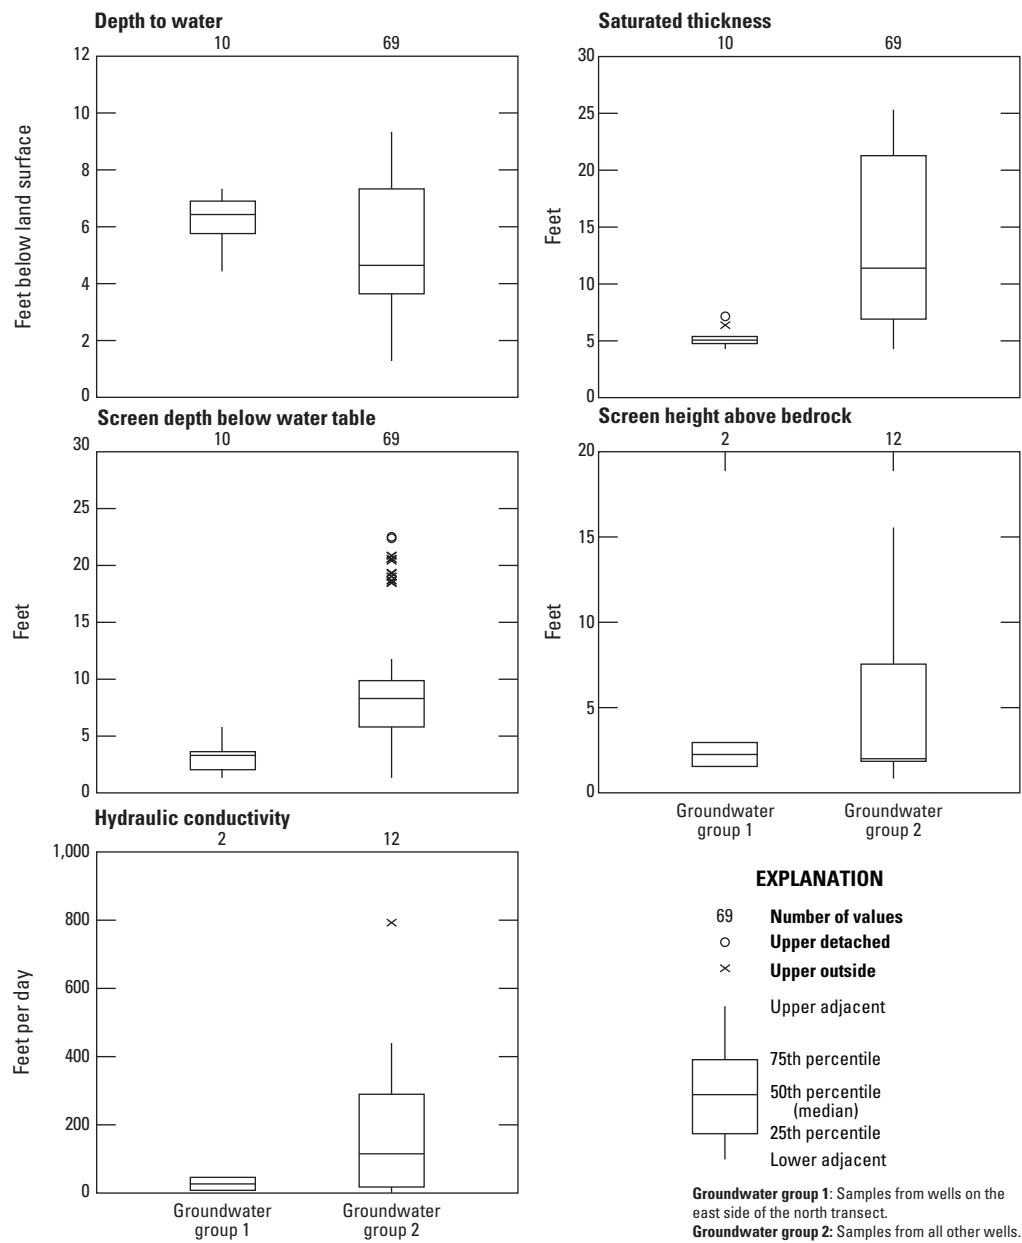 Depth to water
10 69
12
10
8
6
4
2
0
Feet below land surface
Saturated thickness
10 69
30
25
20
15
10
5
0
Feet
Screen depth below water table
10 69
30
25
20
15
10
5
0
Feet
Screen height above bedrock
2 12
20
15
10
5
0
Feet
Groundwater
group 1
Groundwater
group 2
Hydraulic conductivity
2 12
1,000
800
600
400
200
0
Feet per day
Groundwater
group 1
Groundwater
group 2
EXPLANATION
69 Number of values
Upper detached
Upper outside
Upper adjacent
75th percentile
50th percentile
(median)
25th percentile
Lower adjacent
Groundwater group 1: Samples from wells on the
east side of the north transect.
Groundwater group 2: Samples from all other wells.